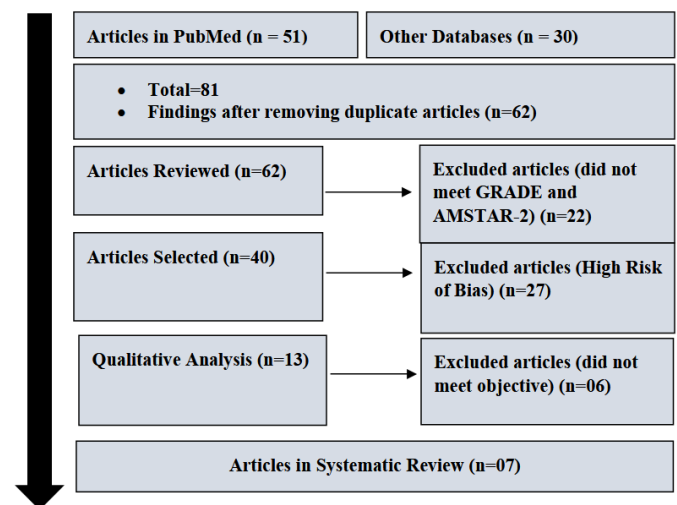 Articles in PubMed (n = 51)
Other Databases (n = 30)
• Total=81
• Findings after removing duplicate articles (n=62)
Articles Reviewed (n=62)
Excluded articles (did not
meet GRADE and
AMSTAR-2) (n=22)
Articles Selected (n=40)
Excluded articles (High Risk
of Bias) (n=27)
Qualitative Analysis (n=13)
Excluded articles (did not
meet objective) (n=06)
Articles in Systematic Review (n=07)